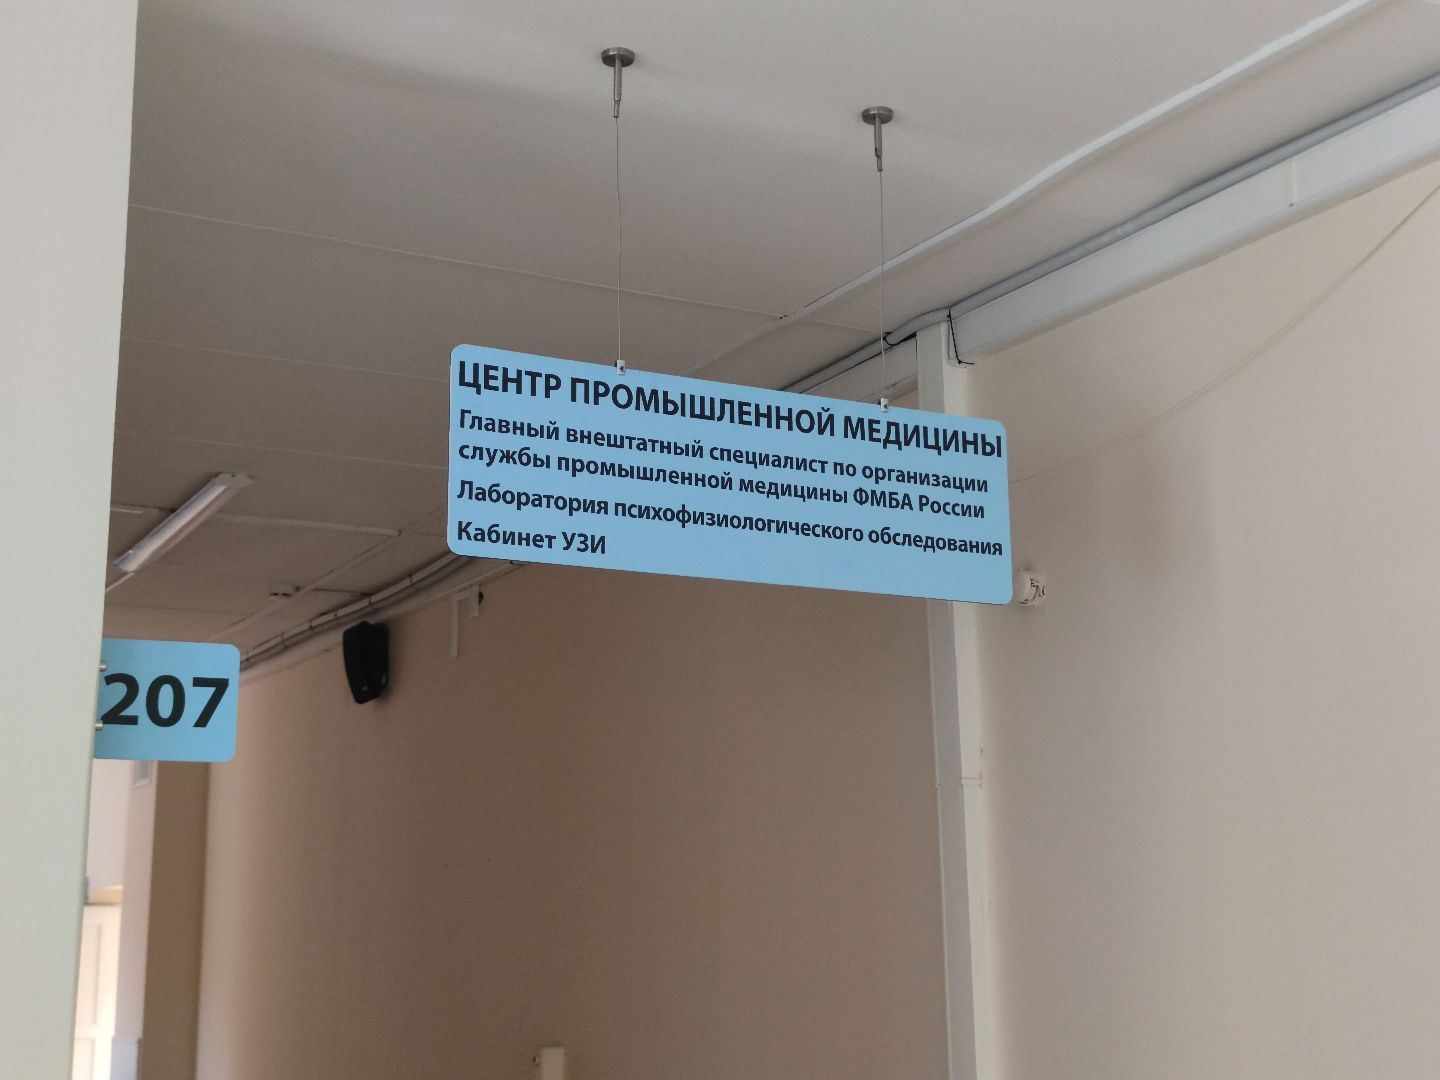 ЦЕНТР ПРОМЫШЛЕННОЙ МЕДИЦИНЫ
Главный внештатный специалист по организации
службы промышленной медицины ФМБА России
Лаборатория психофизиологического обследования
Кабинет УЗИ
207